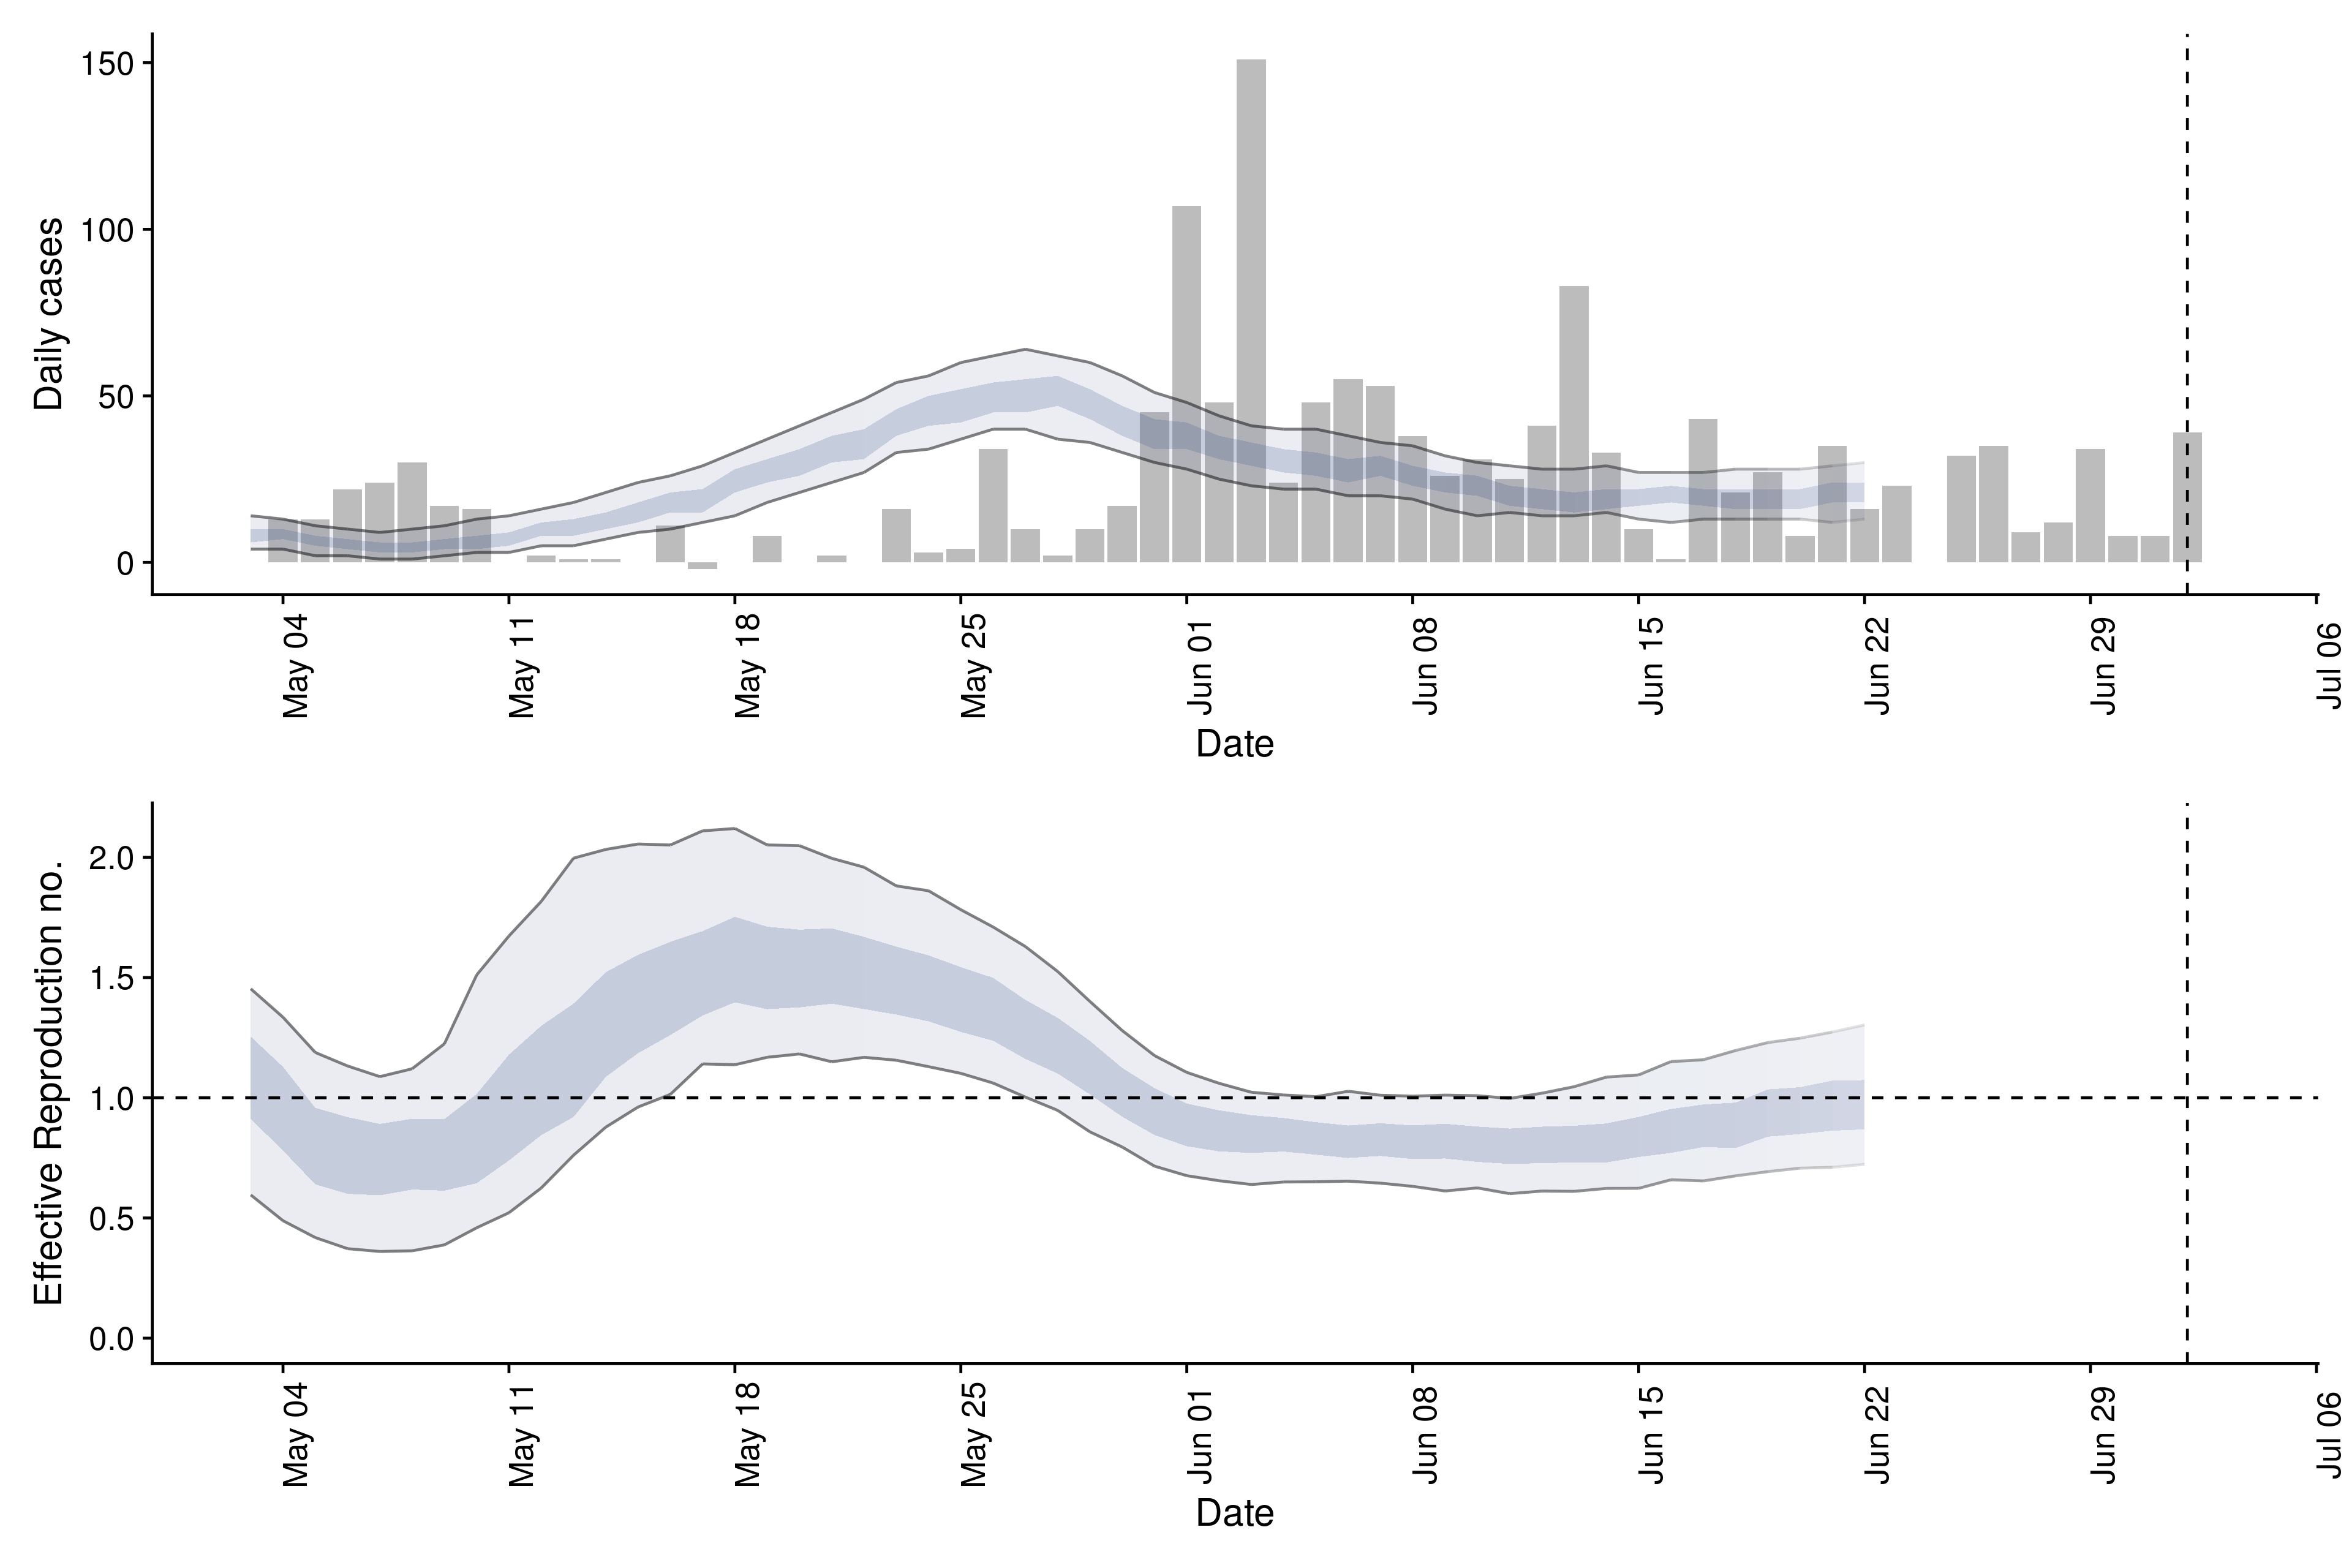 Daily cases
150
100
50
0
May 04
May 11
May 18
May 25
Jun 01
Jun 08
Jun 15
Jun 22
Jun 29
Jul 06
Date
Effective Reproduction no.
2.0
1.5
1.0
0.5
0.0
May 04
May 11
May 18
May 25
Jun 01
Jun 08
Jun 15
Jun 22
Jun 29
Jul 06
Date